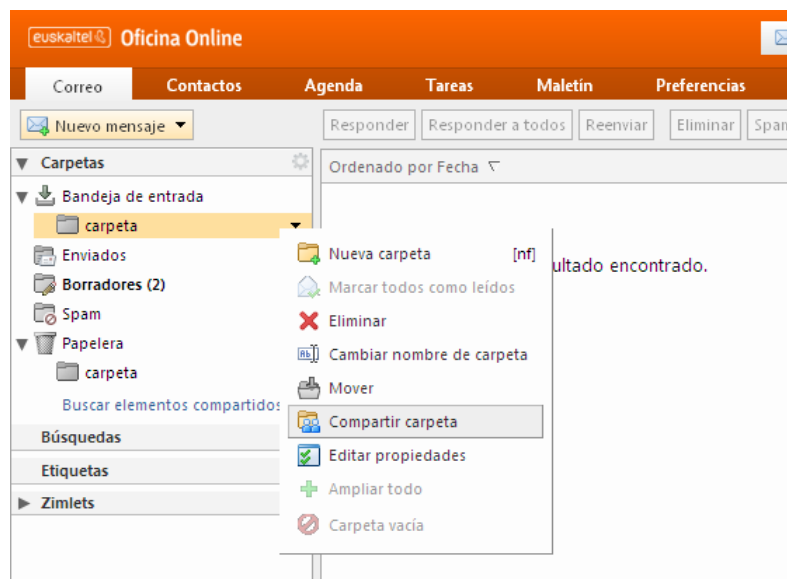 euskaltel Oficina Online
Correo Contactos Agenda Tareas Maletín Preferencias
Nuevo mensaje Responder Responder a todos Reenviar Eliminar Spam
Carpetas
Ordenado por Fecha
Bandeja de entrada
carpeta
Enviados
Borradores (2)
Spam
Papelera
carpeta
Buscar elementos compartidos
Búsquedas
Etiquetas
Zimlets
Nueva carpeta [nf]
Marcar todos como leídos
Eliminar
Cambiar nombre de carpeta
Mover
Compartir carpeta
Editar propiedades
Ampliar todo
Carpeta vacía
ultado encontrado.